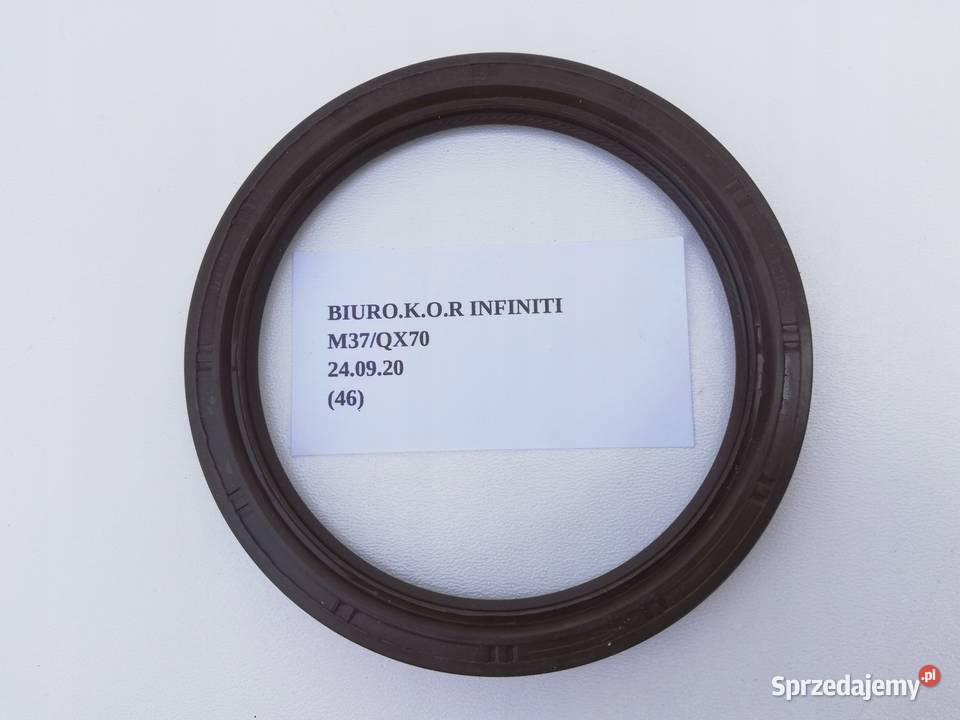 BIURO.K.O.R INFINITI
M37/QX70
24.09.20
(46)
Sprzedajemy.pl